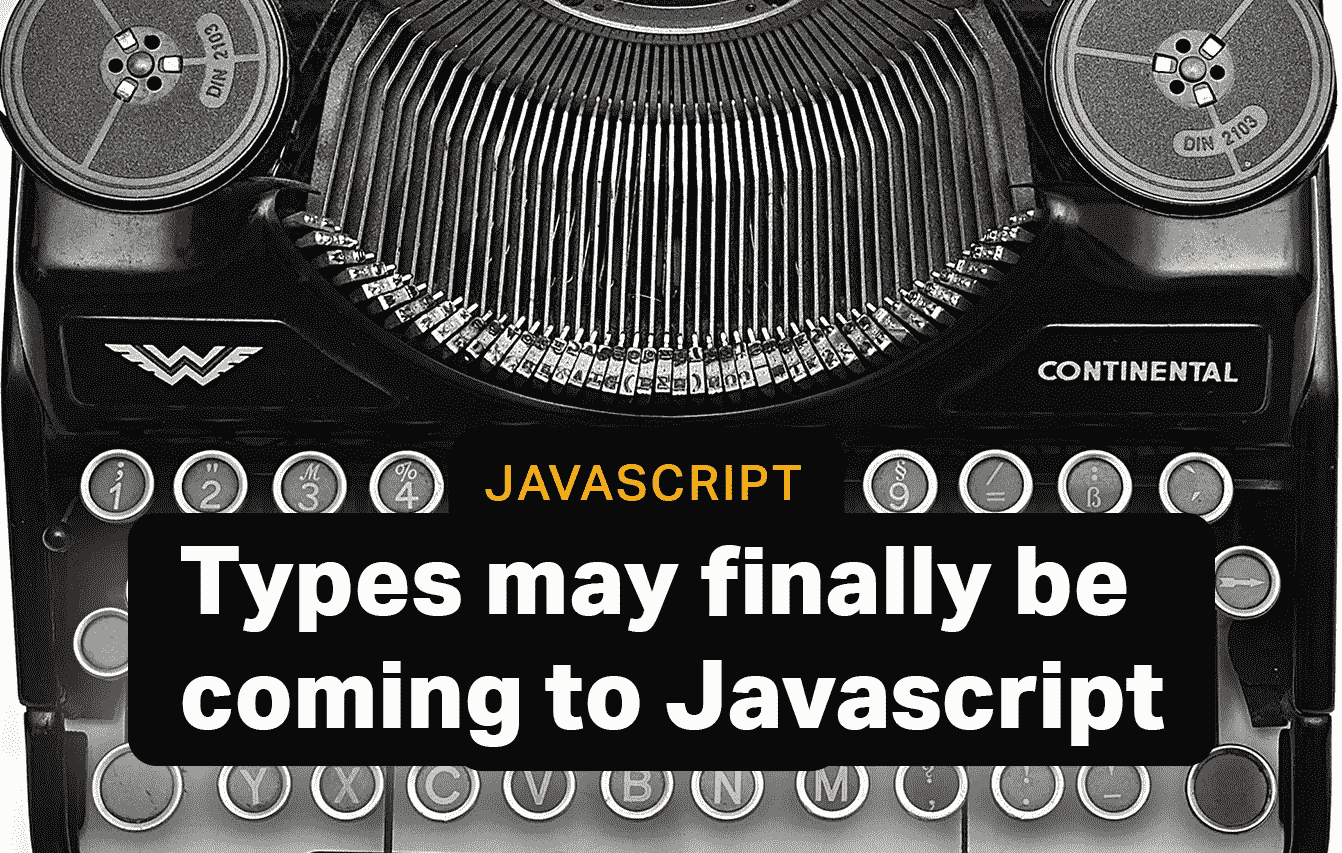 DIN 2103
DIN 2103
W
CONTINENTAL
; 1 " 2 M 3 % 4
JAVASCRIPT
§ 9 / = : ß ` ´
Types may finally be
coming to Javascript
Y X C V B N M ? , ! . ' -